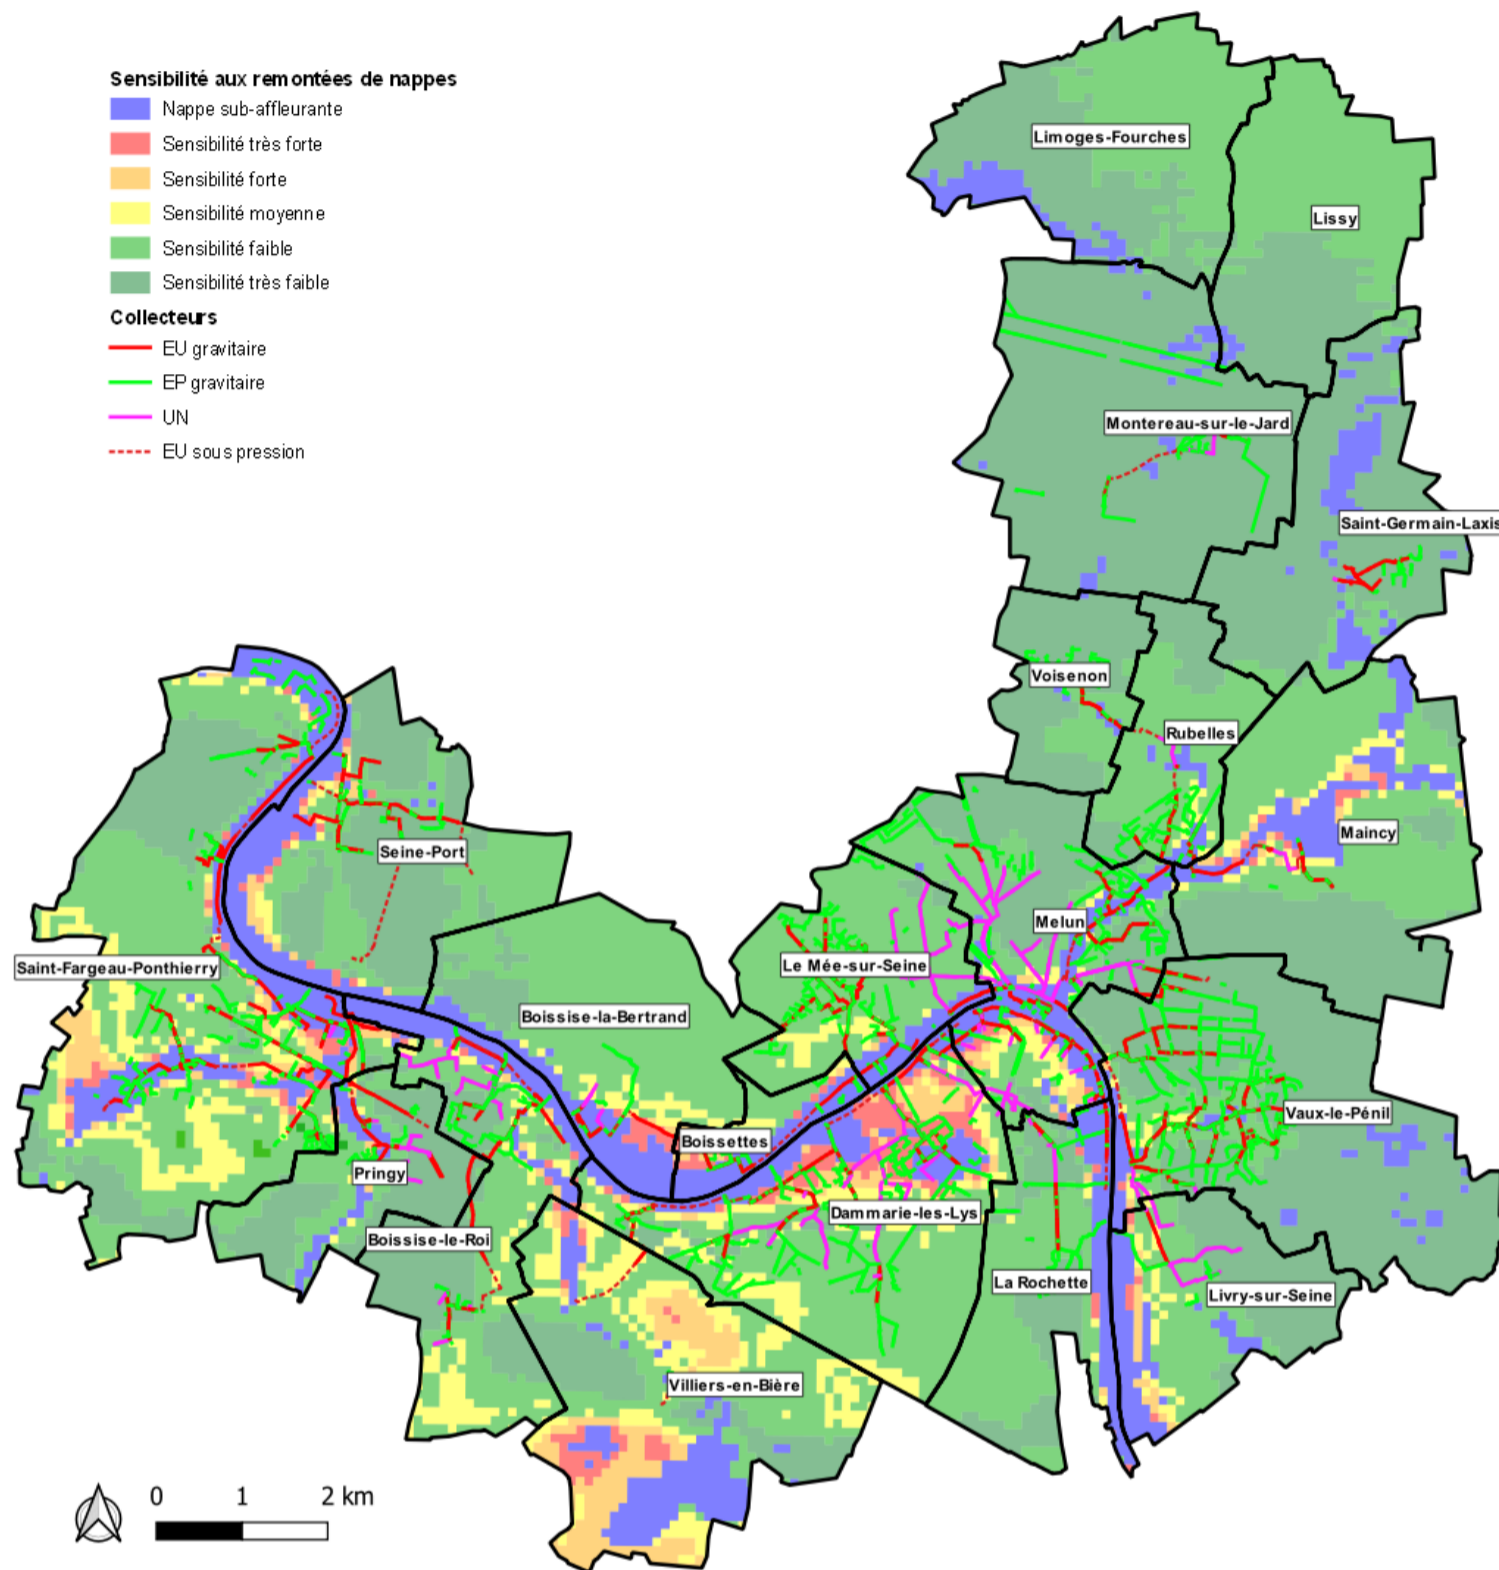 Sensibilité aux remontées de nappes
Nappe sub-affleurante
Sensibilité très forte
Sensibilité forte
Sensibilité moyenne
Sensibilité faible
Sensibilité très faible
Collecteurs
EU gravitaire
EP gravitaire
UN
EU sous pression
Limoges-Fourches
Lissy
Montereau-sur-le-Jard
Saint-Germain-Laxis
Voisenon
Rubelles
Maincy
Seine-Port
Melun
Le Mée-sur-Seine
Saint-Fargeau-Ponthierry
Boissise-la-Bertrand
Vaux-le-Pénil
Boissettes
Pringy
Dammarie-les-Lys
Boissise-le-Roi
La Rochette
Livry-sur-Seine
Villiers-en-Bière
0 1 2 km